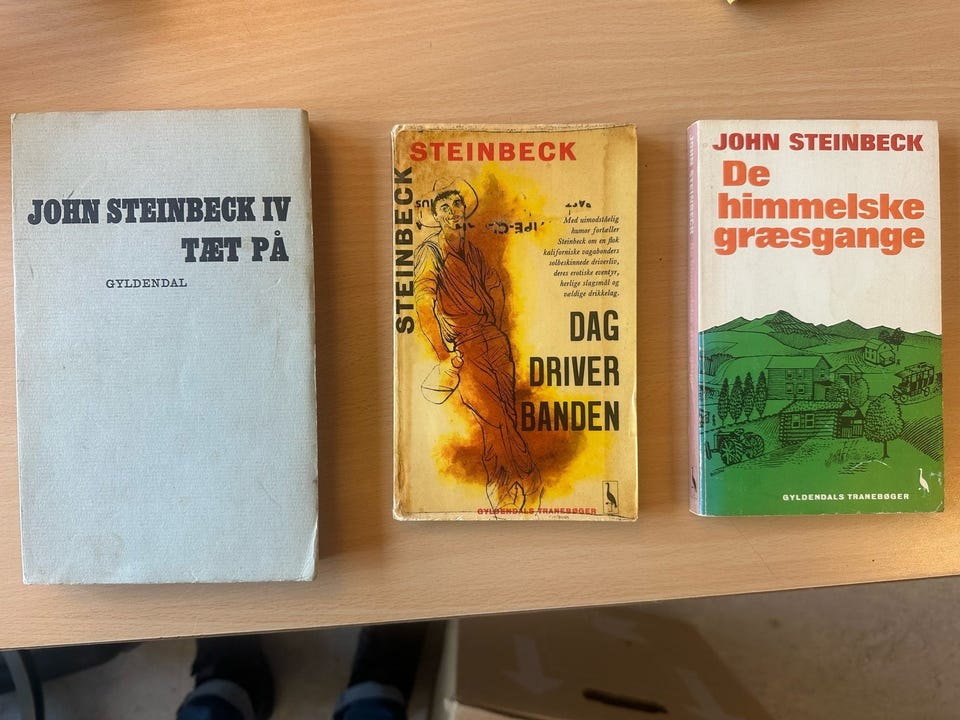 JOHN STEINBECK IV
TÆT PÅ
GYLDENDAL
STEINBECK
STEINBECK
Med uimodståelig
humor fortæller
Steinbeck om en flok
kaliforniske vagabonders
solbeskinnede driverliv,
deres erotiske eventyr,
herlige slagsmål og
vældige drikkelag.
DAG
DRIVER
BANDEN
GYLDENDALS TRANEBØGER
JOHN STEINBECK
JOHN STEINBECK
De
himmelske
græsgange
GYLDENDALS TRANEBØGER